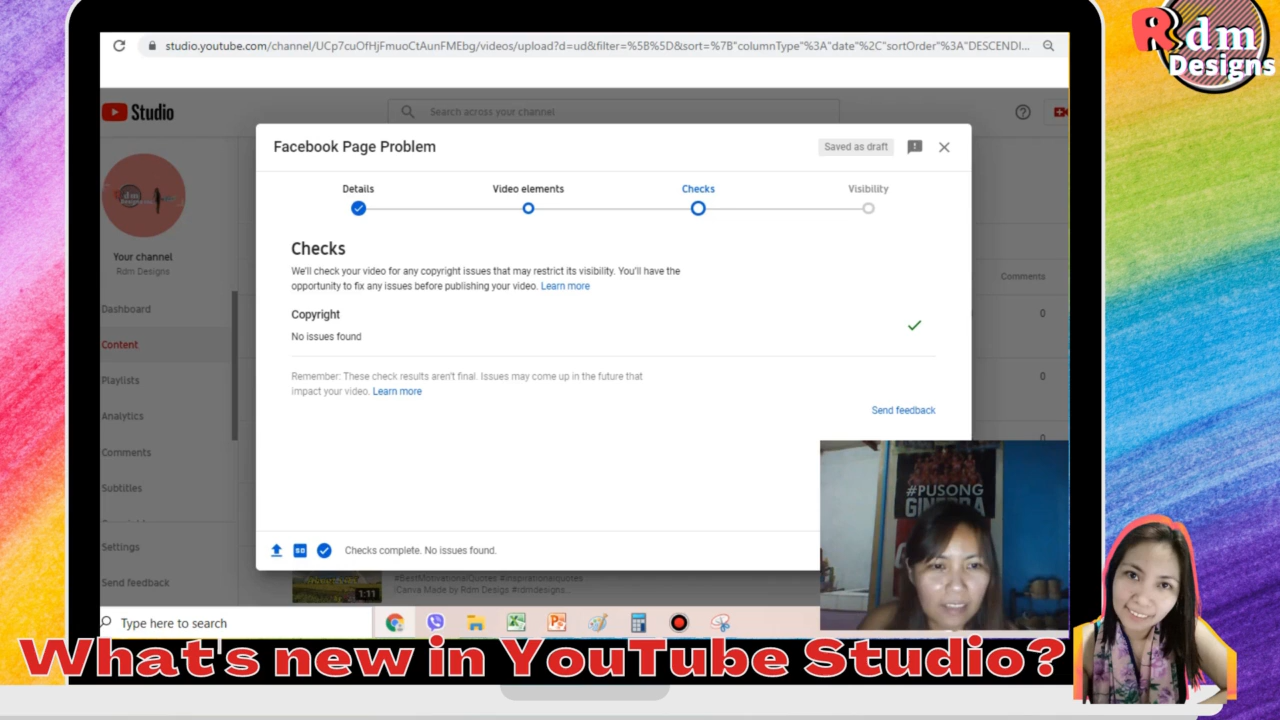 Rdm
Designs
studio.youtube.com/channel/UCp7cuOfHjFmuoCtAunFMEbg/videos/upload?d=ud&filter=%5B%5D&sort=%7B"columnType"%3A"date"%2C"sortOrder"%3A"DESCENDI...
Studio
Search across your channel
Facebook Page Problem
Saved as draft
Details
Video elements
Checks
Visibility
Your channel
Rdm Designs
Dashboard
Content
Playlists
Analytics
Comments
Subtitles
Settings
Send feedback
Checks
We'll check your video for any copyright issues that may restrict its visibility. You'll have the
opportunity to fix any issues before publishing your video. Learn more
Copyright
No issues found
Remember: These check results aren't final. Issues may come up in the future that
impact your video. Learn more
Send feedback
Comments
0
0
0
SD
Checks complete. No issues found.
1:11
#BestMotivationalQuotes #inspirationalquotes
#PUSONG
GINEBRA
Type here to search
What's new in YouTube Studio?